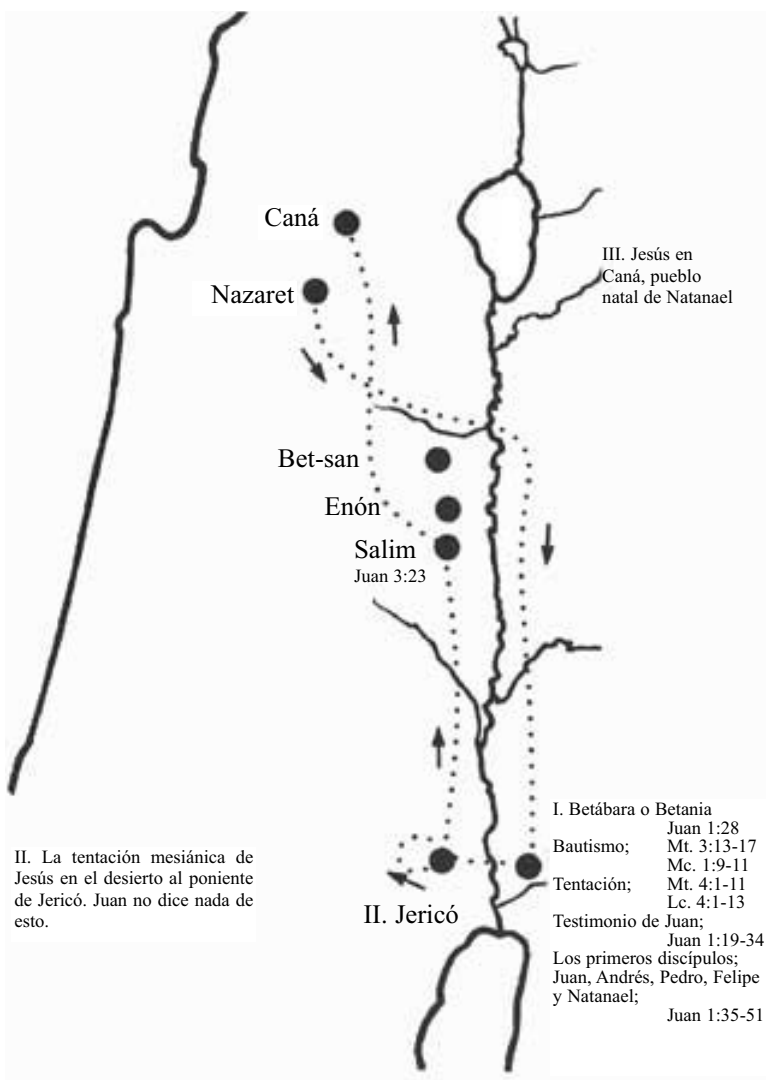 Caná
Nazaret
III. Jesús en
Caná, pueblo
natal de Natanael
Bet-san
Enón
Salim
Juan 3:23
II. La tentación mesiánica de
Jesús en el desierto al poniente
de Jericó. Juan no dice nada de
esto.
II. Jericó
I. Betábara o Betania
Juan 1:28
Bautismo; Mt. 3:13-17
Mc. 1:9-11
Tentación; Mt. 4:1-11
Lc. 4:1-13
Testimonio de Juan;
Juan 1:19-34
Los primeros discípulos;
Juan, Andrés, Pedro, Felipe
y Natanael;
Juan 1:35-51